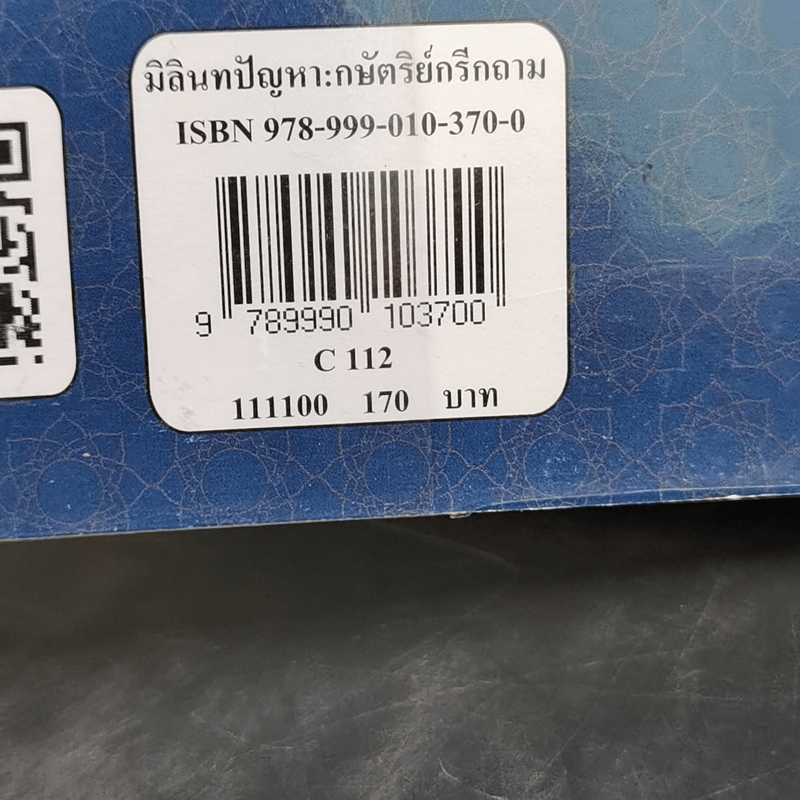 มิลินทปัญหา:กษัตริย์กรีกถาม
ISBN 978-999-010-370-0
9 789990 103700
C 112
111100 170 บาท